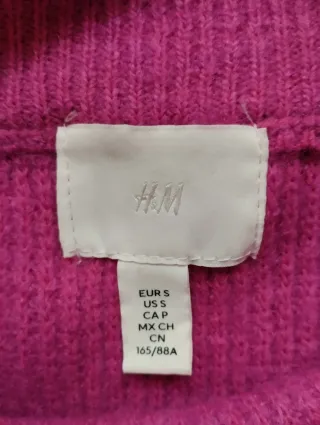 H&M
EUR S
US S
CA P
MX CH
CN
165/88A